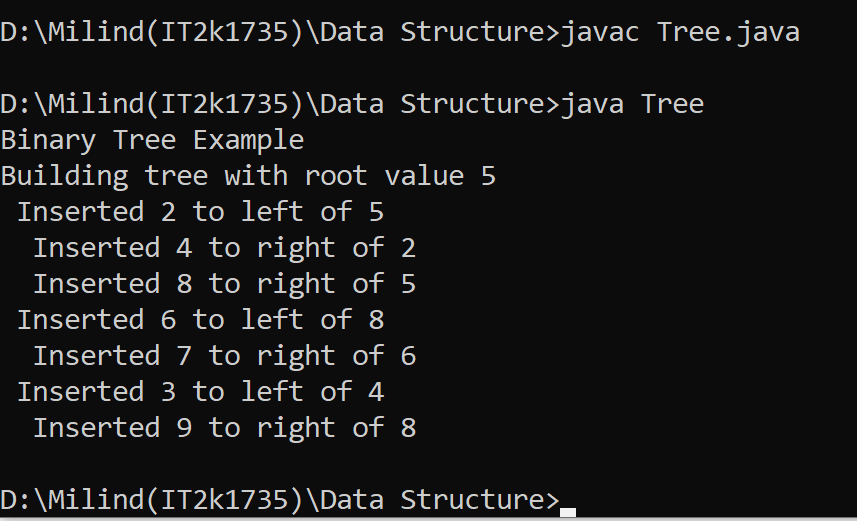 D:\Milind(IT2k1735)\Data Structure>javac Tree.java
D:\Milind(IT2k1735)\Data Structure>java Tree
Binary Tree Example
Building tree with root value 5
 Inserted 2 to left of 5
  Inserted 4 to right of 2
  Inserted 8 to right of 5
 Inserted 6 to left of 8
  Inserted 7 to right of 6
 Inserted 3 to left of 4
  Inserted 9 to right of 8
D:\Milind(IT2k1735)\Data Structure>